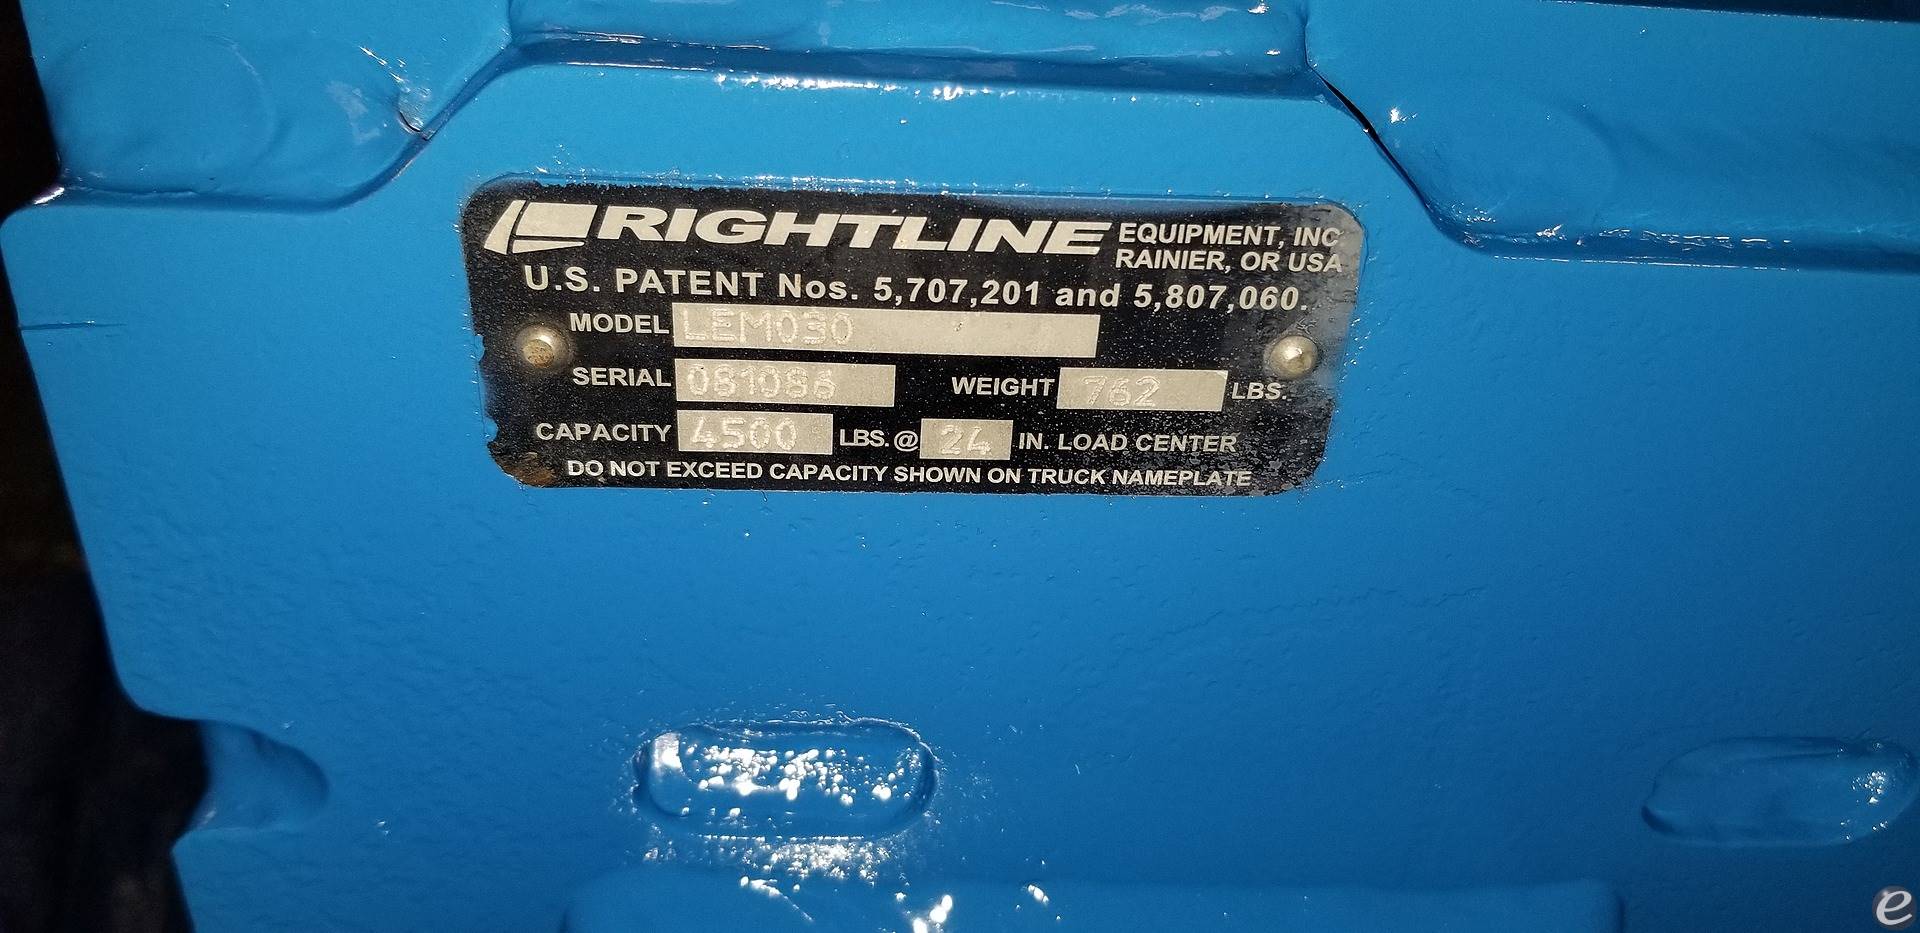 RIGHTLINE EQUIPMENT, INC
RAINIER, OR USA
U.S. PATENT Nos. 5,707,201 and 5,807,060.
MODEL LEM030
SERIAL 081086 WEIGHT 762 LBS.
CAPACITY 4500 LBS. @ 24 IN. LOAD CENTER
DO NOT EXCEED CAPACITY SHOWN ON TRUCK NAMEPLATE
e